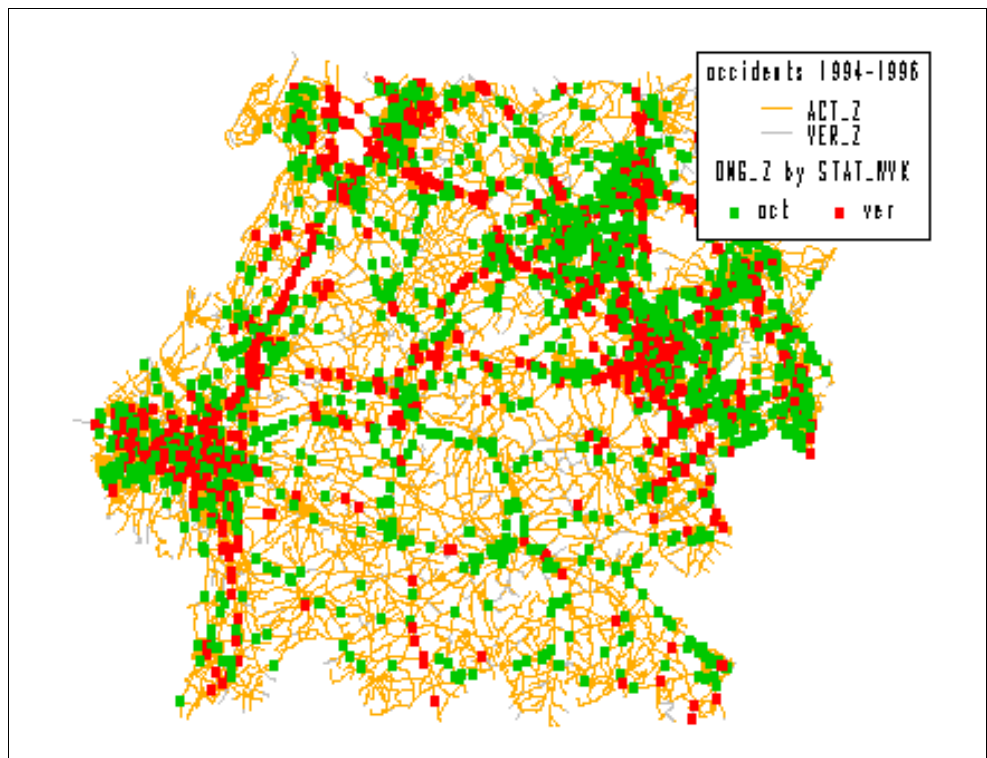 accidents 1994-1996
ACT_Z
VER_Z
ONG_Z by STAT_NVK
act
ver